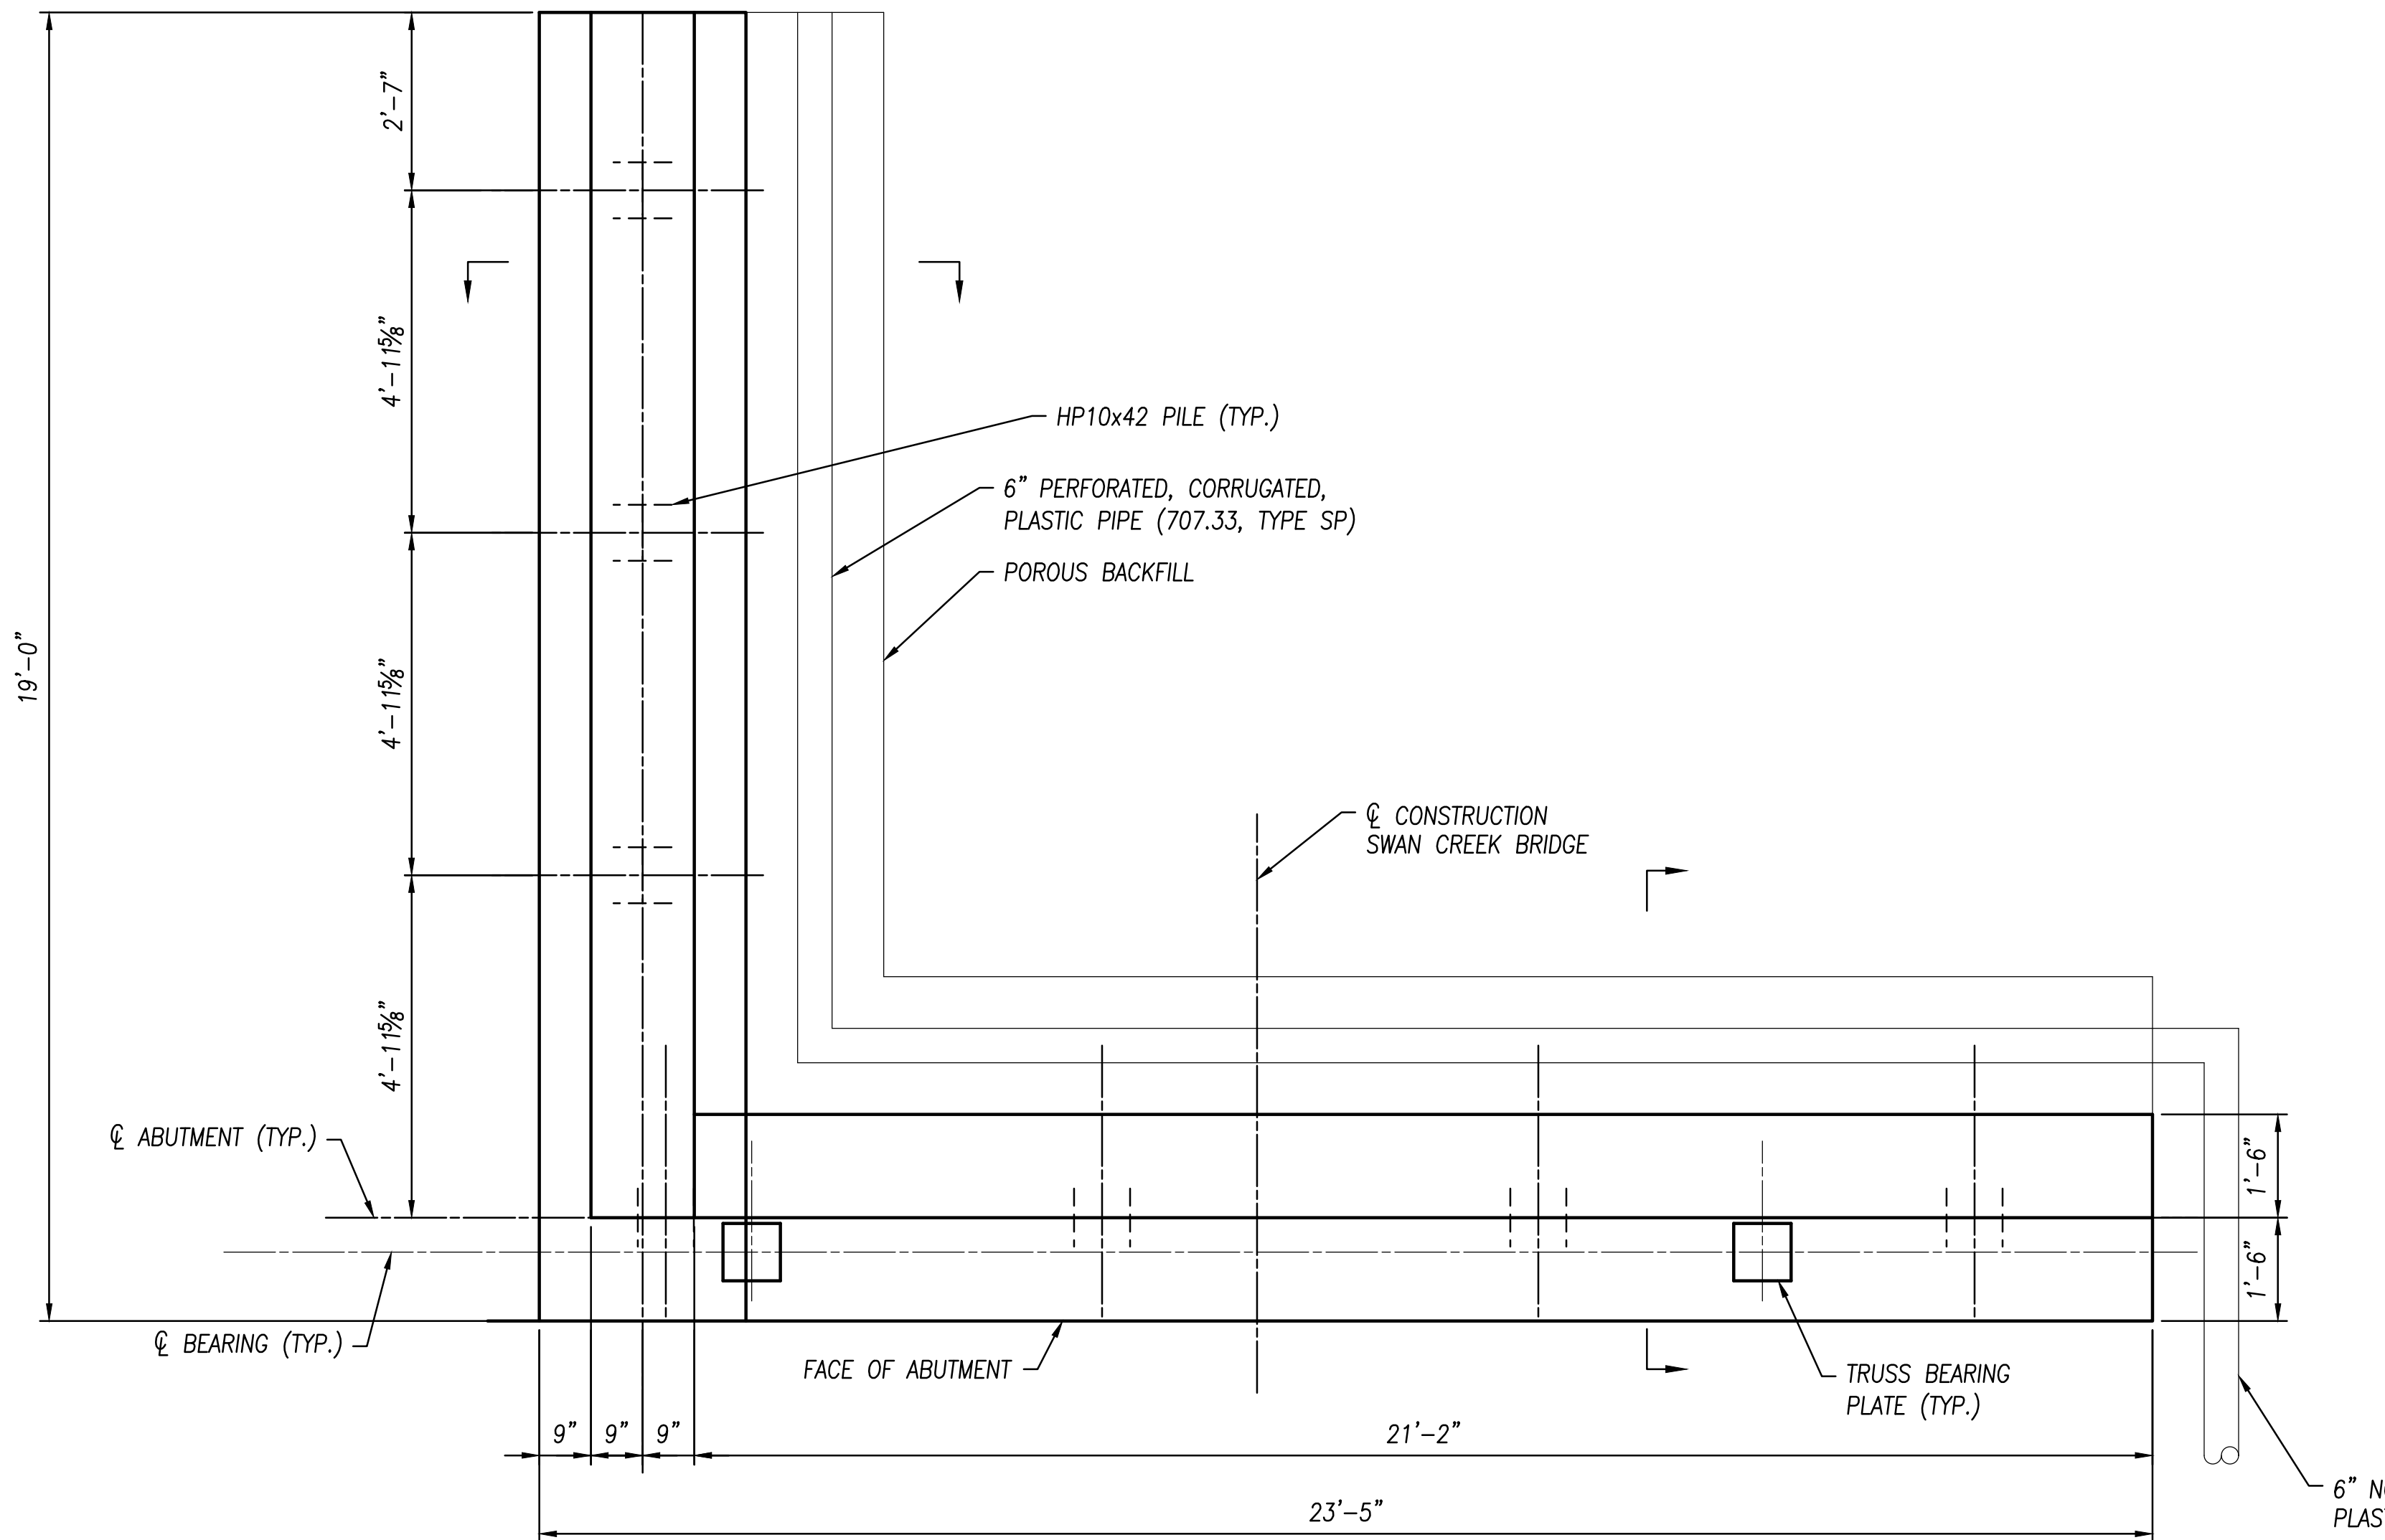 2'-7"
4'-11⅝"
HP10x42 PILE (TYP.)
6" PERFORATED, CORRUGATED,
PLASTIC PIPE (707.33, TYPE SP)
POROUS BACKFILL
19'-0"
4'-11⅝"
℄ CONSTRUCTION
SWAN CREEK BRIDGE
4'-11⅝"
℄ ABUTMENT (TYP.)
1'-6"
1'-6"
℄ BEARING (TYP.)
FACE OF ABUTMENT
TRUSS BEARING
PLATE (TYP.)
9" 9" 9" 21'-2"
6"
23'-5"